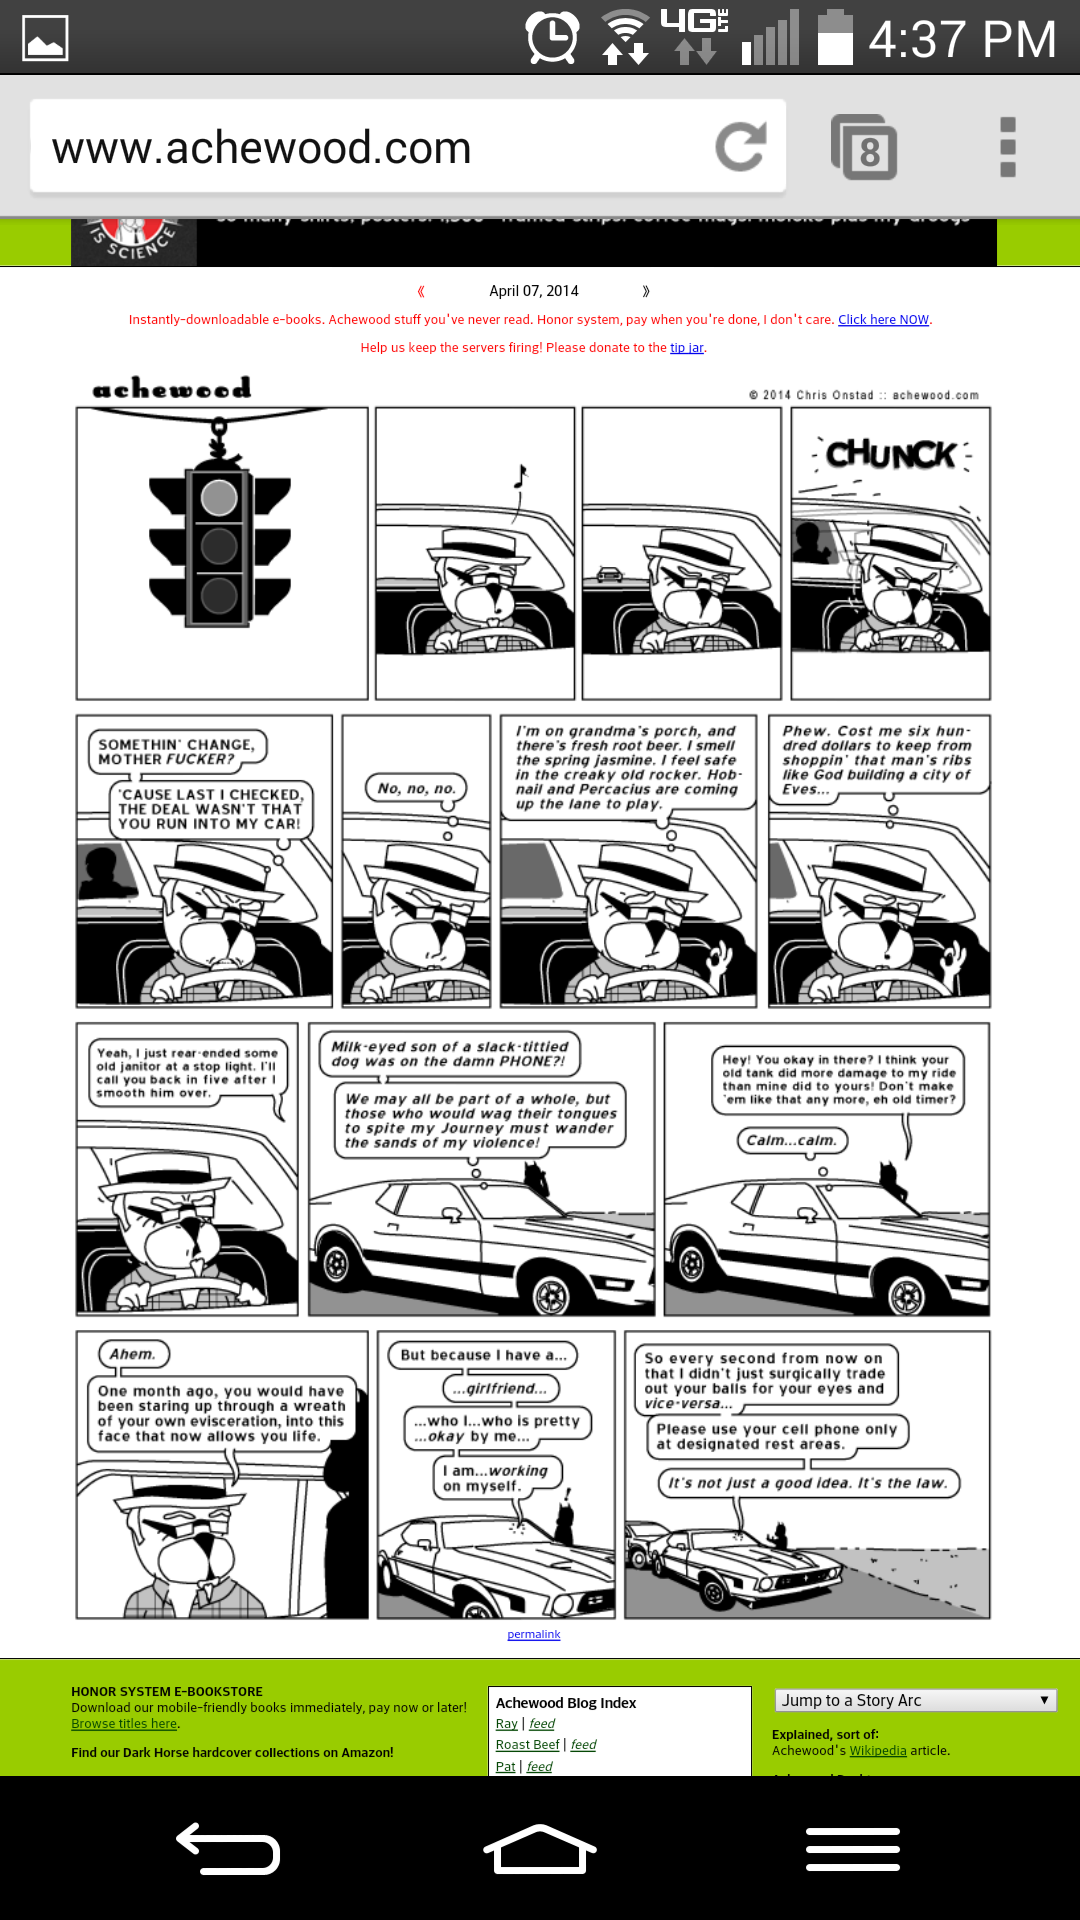 4G LTE 4:37 PM
www.achewood.com
8
IS SCIENCE
April 07, 2014
Instantly-downloadable e-books. Achewood stuff you've never read. Honor system, pay when you're done, I don't care. Click here NOW.
Help us keep the servers firing! Please donate to the tip jar.
achewood
© 2014 Chris Onstad :: achewood.com
CHUNCK
SOMETHIN' CHANGE,
MOTHER FUCKER?
'CAUSE LAST I CHECKED,
THE DEAL WASN'T THAT
YOU RUN INTO MY CAR!
No, no, no.
I'm on grandma's porch, and
there's fresh root beer. I smell
the spring jasmine. I feel safe
in the creaky old rocker. Hob-
nail and Percacius are coming
up the lane to play.
Phew. Cost me six hun-
dred dollars to keep from
shoppin' that man's ribs
like God building a city of
Eves...
Yeah, I just rear-ended some
old janitor at a stop light. I'll
call you back in five after I
smooth him over.
Milk-eyed son of a slack-titted
dog was on the damn PHONE?!
We may all be part of a whole, but
those who would wag their tongues
to spite my Journey must wander
the sands of my violence!
Hey! You okay in there? I think your
old tank did more damage to my ride
than mine did to yours! Don't make
'em like that any more, eh old timer?
Calm...calm.
Ahem.
One month ago, you would have
been staring up through a wreath
of your own evisceration, into this
face that now allows you life.
But because I have a...
...girlfriend...
...who I...who is pretty
...okay by me...
I am...working
on myself.
!
So every second from now on
that I didn't just surgically trade
out your balls for your eyes and
vice-versa...
Please use your cell phone only
at designated rest areas.
It's not just a good idea. It's the law.
permalink
HONOR SYSTEM E-BOOKSTORE
Download our mobile-friendly books immediately, pay now or later!
Browse titles here.
Find our Dark Horse hardcover collections on Amazon!
Achewood Blog Index
Ray | feed
Roast Beef | feed
Pat | feed
Jump to a Story Arc
Explained, sort of:
Achewood's Wikipedia article.